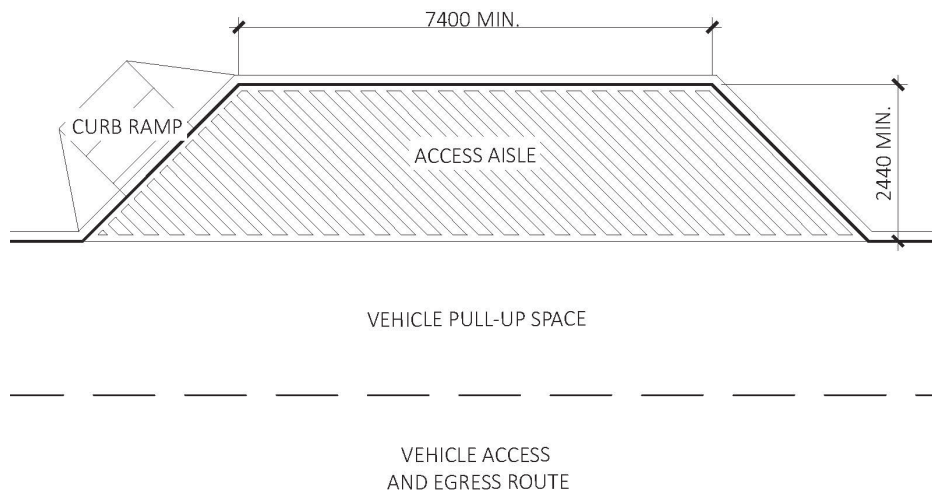 7400 MIN.
CURB RAMP
ACCESS AISLE
2440 MIN.
VEHICLE PULL-UP SPACE
VEHICLE ACCESS
AND EGRESS ROUTE